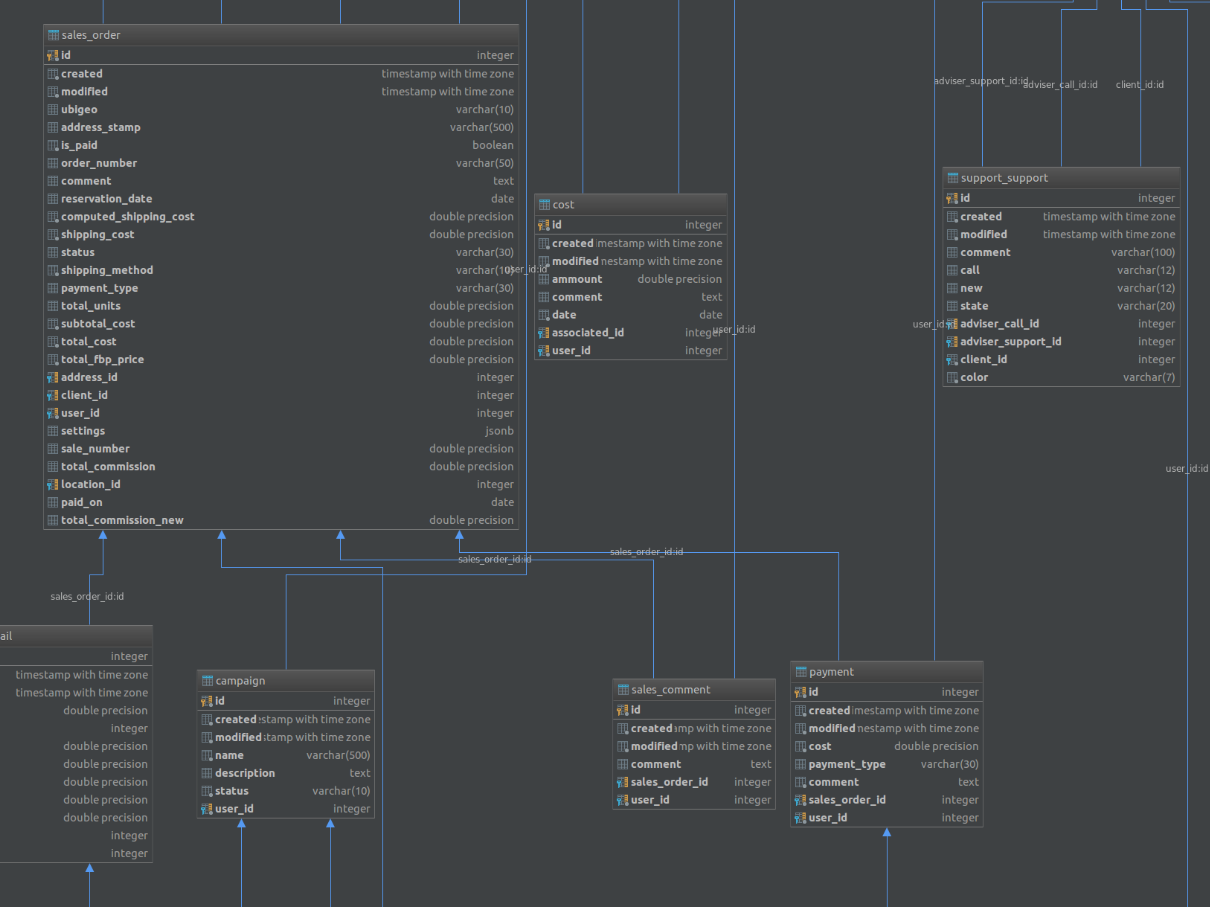 sales_order
id integer
created timestamp with time zone
modified timestamp with time zone
ubigeo varchar(10)
address_stamp varchar(500)
is_paid boolean
order_number varchar(50)
comment text
reservation_date date
computed_shipping_cost double precision
shipping_cost double precision
status varchar(30)
shipping_method
payment_type varchar(30)
total_units double precision
subtotal_cost double precision
total_cost double precision
total_fbp_price double precision
address_id integer
client_id integer
user_id integer
settings jsonb
sale_number double precision
total_commission double precision
location_id integer
paid_on date
total_commission_new double precision
user_id:id
cost
id integer
created mestamp with time zone
modified nestamp with time zone
ammount double precision
comment text
date date
associated_id integer
user_id integer
user_id:id
adviser_support_id:id
adviser_call_id:id
client_id:id
support_support
id integer
created timestamp with time zone
modified timestamp with time zone
comment varchar(100)
call varchar(12)
new varchar(12)
state varchar(20)
adviser_call_id integer
adviser_support_id integer
client_id integer
color varchar(7)
user_id:id
sales_order_id:id
sales_order_id:id
sales_order_id:id
ail
integer
timestamp with time zone
timestamp with time zone
double precision
integer
double precision
double precision
double precision
double precision
double precision
integer
integer
campaign
id integer
created stamp with time zone
modified stamp with time zone
name varchar(500)
description text
status varchar(10)
user_id integer
sales_comment
id integer
created mp with time zone
modified mp with time zone
comment text
sales_order_id integer
user_id integer
payment
id integer
created mestamp with time zone
modified nestamp with time zone
cost double precision
payment_type varchar(30)
comment text
sales_order_id integer
user_id integer